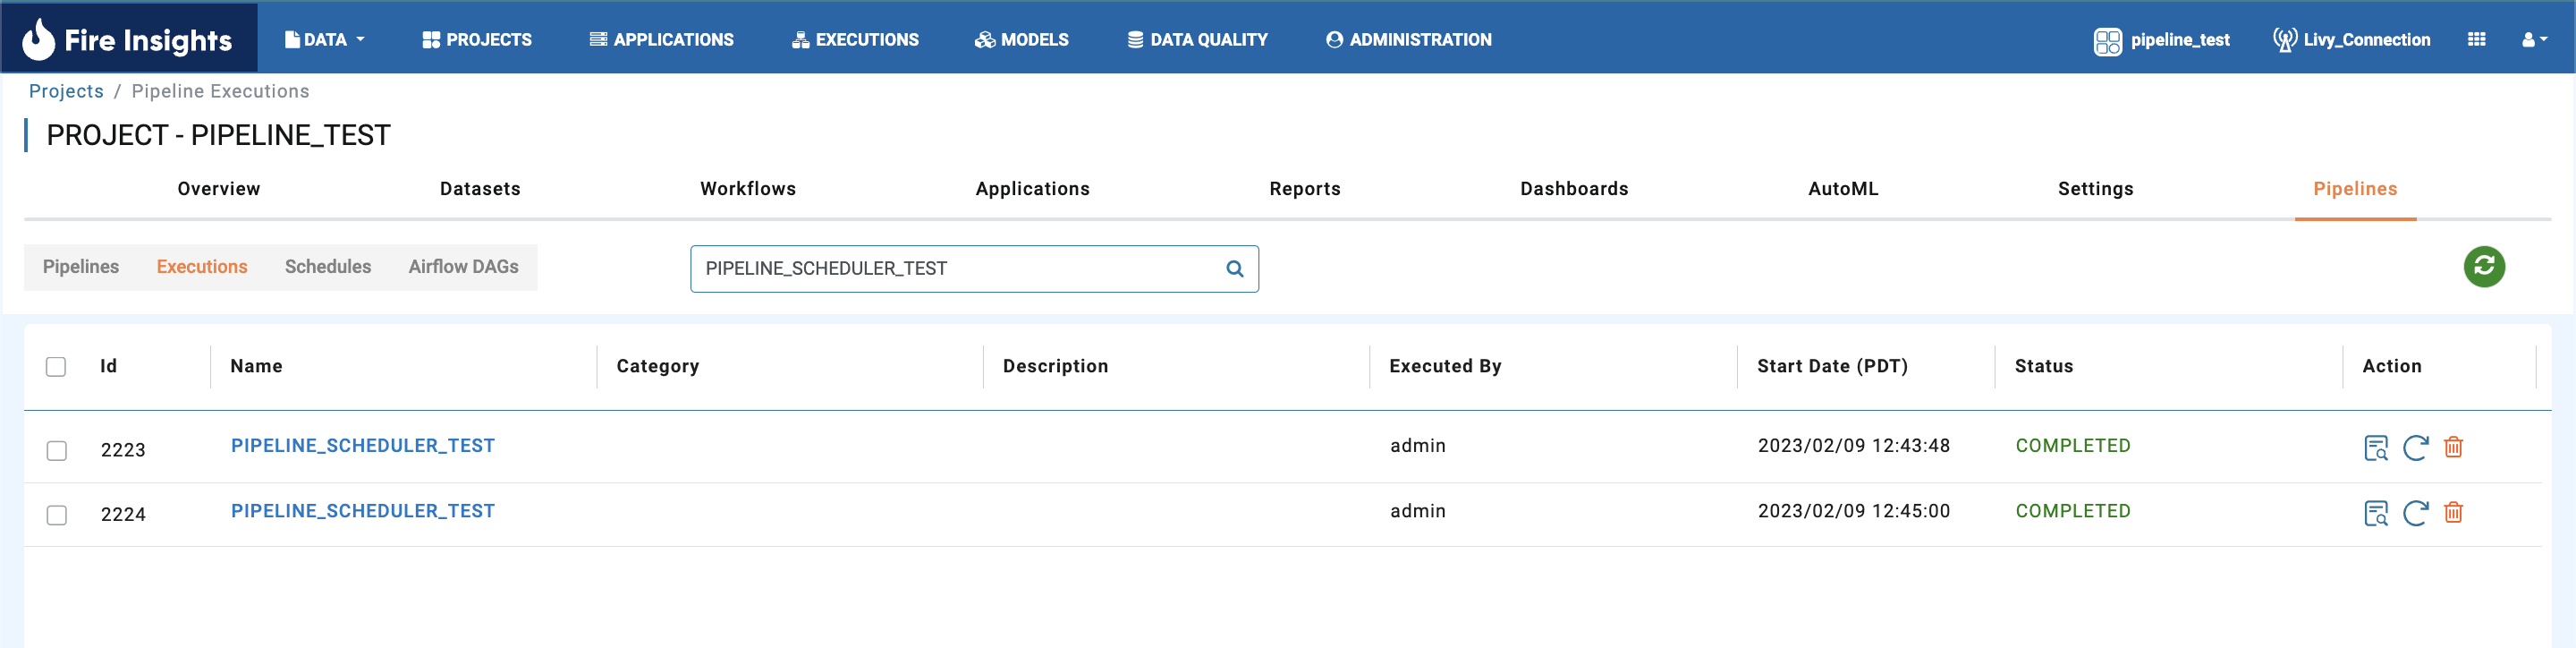 Fire Insights DATA PROJECTS APPLICATIONS EXECUTIONS MODELS DATA QUALITY ADMINISTRATION pipeline_test Livy_Connection
Projects / Pipeline Executions
PROJECT - PIPELINE_TEST
Overview Datasets Workflows Applications Reports Dashboards AutoML Settings Pipelines
Pipelines Executions Schedules Airflow DAGs PIPELINE_SCHEDULER_TEST
Id Name Category Description Executed By Start Date (PDT) Status Action
2223 PIPELINE_SCHEDULER_TEST admin 2023/02/09 12:43:48 COMPLETED
2224 PIPELINE_SCHEDULER_TEST admin 2023/02/09 12:45:00 COMPLETED